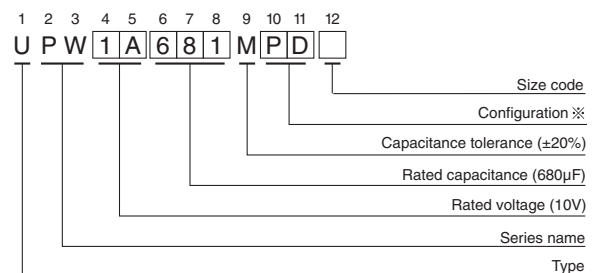 1 2 3 4 5 6 7 8 9 10 11 12
U P W 1 A 6 8 1 M P D
Size code
Configuration ※
Capacitance tolerance (±20%)
Rated capacitance (680µF)
Rated voltage (10V)
Series name
Type